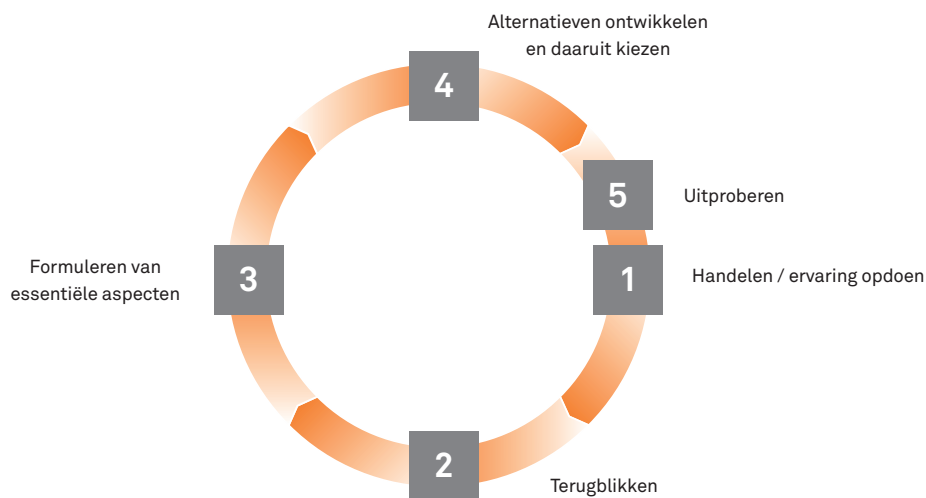 Alternatieven ontwikkelen
en daaruit kiezen
4
5
Uitproberen
Formuleren van
essentiële aspecten
3
1
Handelen / ervaring opdoen
2
Terugblikken